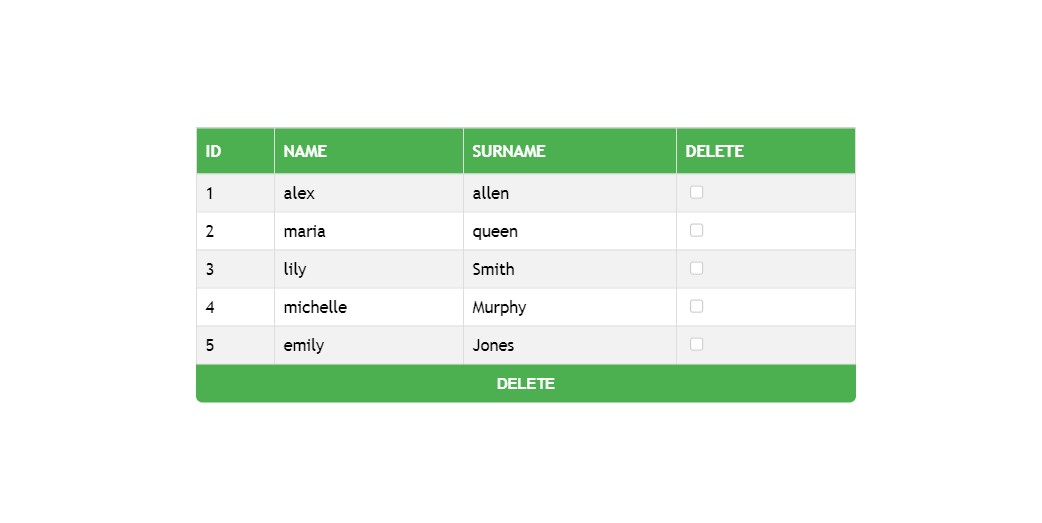 ID NAME SURNAME DELETE
1 alex allen
2 maria queen
3 lily Smith
4 michelle Murphy
5 emily Jones
DELETE